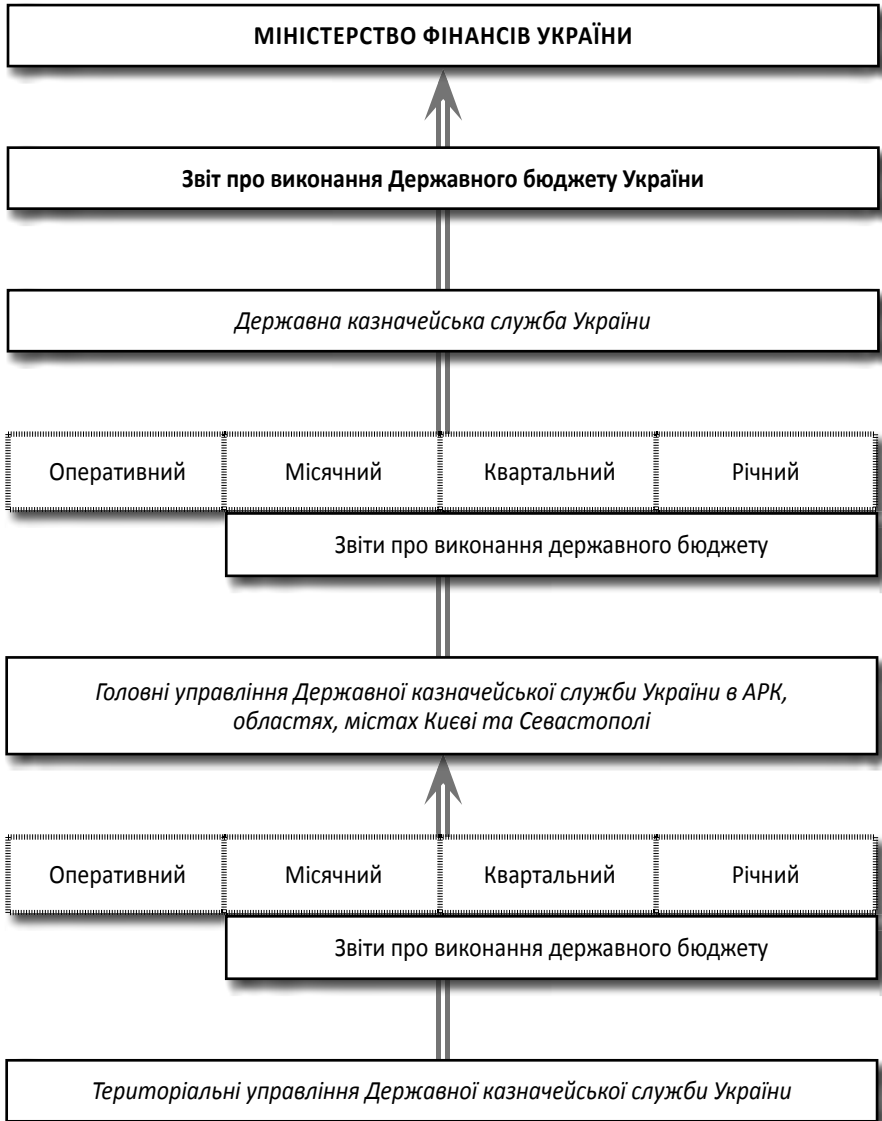 МІНІСТЕРСТВО ФІНАНСІВ УКРАЇНИ
Звіт про виконання Державного бюджету України
Державна казначейська служба України
Оперативний Місячний Квартальний Річний
Звіти про виконання державного бюджету
Головні управління Державної казначейської служби України в АРК,
областях, містах Києві та Севастополі
Оперативний Місячний Квартальний Річний
Звіти про виконання державного бюджету
Територіальні управління Державної казначейської служби України